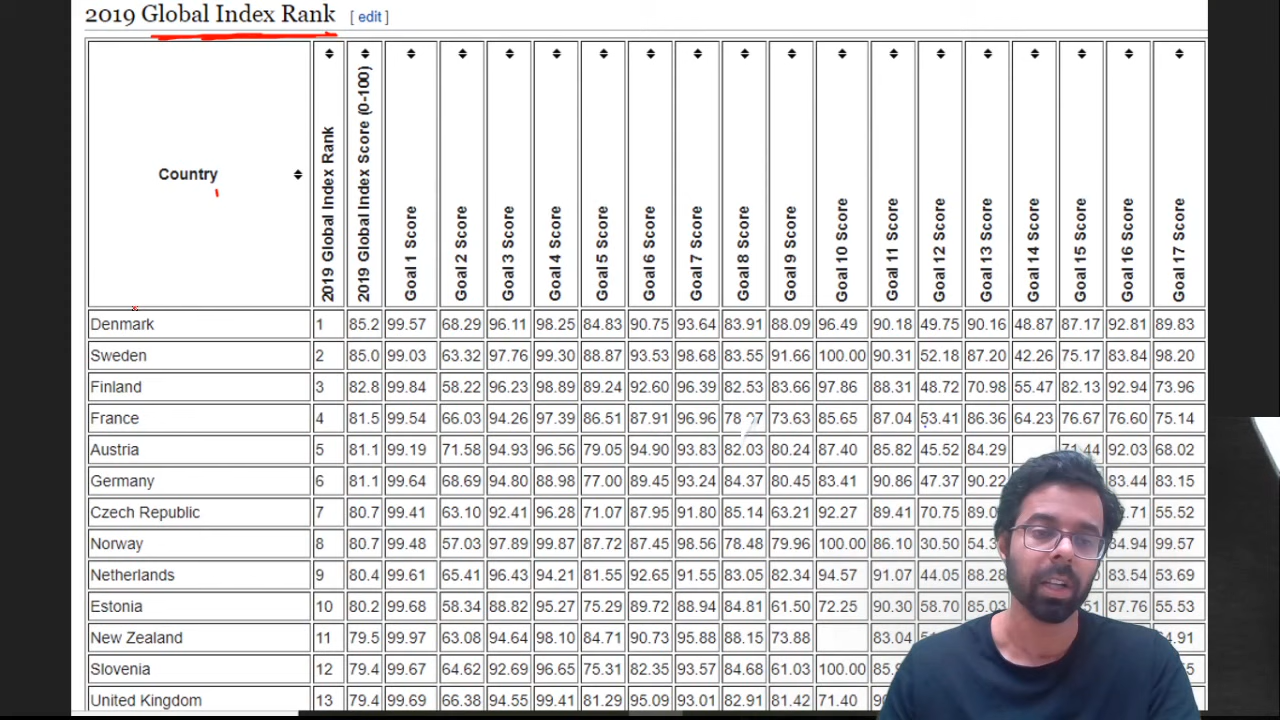 2019 Global Index Rank [ edit ]
Country 2019 Global Index Rank 2019 Global Index Score (0-100) Goal 1 Score Goal 2 Score Goal 3 Score Goal 4 Score Goal 5 Score Goal 6 Score Goal 7 Score Goal 8 Score Goal 9 Score Goal 10 Score Goal 11 Score Goal 12 Score Goal 13 Score Goal 14 Score Goal 15 Score Goal 16 Score Goal 17 Score
Denmark 1 85.2 99.57 68.29 96.11 98.25 84.83 90.75 93.64 83.91 88.09 96.49 90.18 49.75 90.16 48.87 87.17 92.81 89.83
Sweden 2 85.0 99.03 63.32 97.76 99.30 88.87 93.53 98.68 83.55 91.66 100.00 90.31 52.18 87.20 42.26 75.17 83.84 98.20
Finland 3 82.8 99.84 58.22 96.23 98.89 89.24 92.60 96.39 82.53 83.66 97.86 88.31 48.72 70.98 55.47 82.13 92.94 73.96
France 4 81.5 99.54 66.03 94.26 97.39 86.51 87.91 96.96 73.63 85.65 87.04 53.41 86.36 64.23 76.67 76.60 75.14
Austria 5 81.1 99.19 71.58 94.93 96.56 79.05 94.90 93.83 82.03 80.24 87.40 85.82 45.52 84.29 92.03 68.02
Germany 6 81.1 99.64 68.69 94.80 88.98 77.00 89.45 93.24 84.37 80.45 83.41 90.86 47.37 90.22 83.44 83.15
Czech Republic 7 80.7 99.41 63.10 92.41 96.28 71.07 87.95 91.80 85.14 63.21 92.27 89.41 70.75 55.52
Norway 8 80.7 99.48 57.03 97.89 99.87 87.72 87.45 98.56 78.48 79.96 100.00 86.10 30.50 99.57
Netherlands 9 80.4 99.61 65.41 96.43 94.21 81.55 92.65 91.55 83.05 82.34 94.57 91.07 44.05 88.28 83.54 53.69
Estonia 10 80.2 99.68 58.34 88.82 95.27 75.29 89.72 88.94 84.81 61.50 72.25 90.30 58.70 85.03 87.76 55.53
New Zealand 11 79.5 99.97 63.08 94.64 98.10 84.71 90.73 95.88 88.15 73.88 83.04
Slovenia 12 79.4 99.67 64.62 92.69 96.65 75.31 82.35 93.57 84.68 61.03 100.00
United Kingdom 13 79.4 99.69 66.38 94.55 99.41 81.29 95.09 93.01 82.91 81.42 71.40